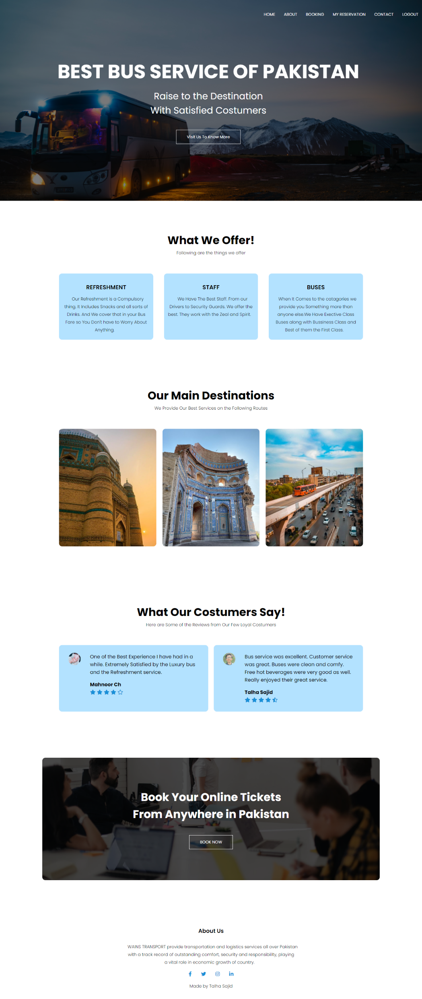 HOME ABOUT BOOKING MY RESERVATION CONTACT LOGOUT
BEST BUS SERVICE OF PAKISTAN
Raise to the Destination
With Satisfied Costumers
Visit Us To Know More
What We Offer!
Following are the things we offer
REFRESHMENT
Our Refreshment is a Compulsory
thing. It Includes Snacks and all sorts of
Drinks. And We cover that in your Bus
Fare so You Don't have to Worry About
Anything.
STAFF
We Have The Best Staff. From our
Drivers to Security Guards. We offer the
best. They work with the Zeal and Spirit.
BUSES
When It Comes to the catagories we
provide you Something more than
anyone else.We Have Exective Class
Buses along with Bussiness Class and
Best of them the First Class.
Our Main Destinations
We Provide Our Best Services on the Following Routes
What Our Costumers Say!
Here are Some of the Reviews from Our Few Loyal Costumers
One of the Best Experience I have had in a
while. Extremely Satisfied by the Luxury bus
and the Refreshment service.
Mahnoor Ch
Bus service was excellent. Customer service
was great. Buses were clean and comfy.
Free hot beverages were very good as well.
Really enjoyed their great service.
Talha Sajid
Book Your Online Tickets
From Anywhere in Pakistan
BOOK NOW
About Us
WAINS TRANSPORT provide transportation and logistics services all over Pakistan
with a track record of outstanding comfort, security and responsibility, playing
a vital role in economic growth of country.
Made by Talha Sajid